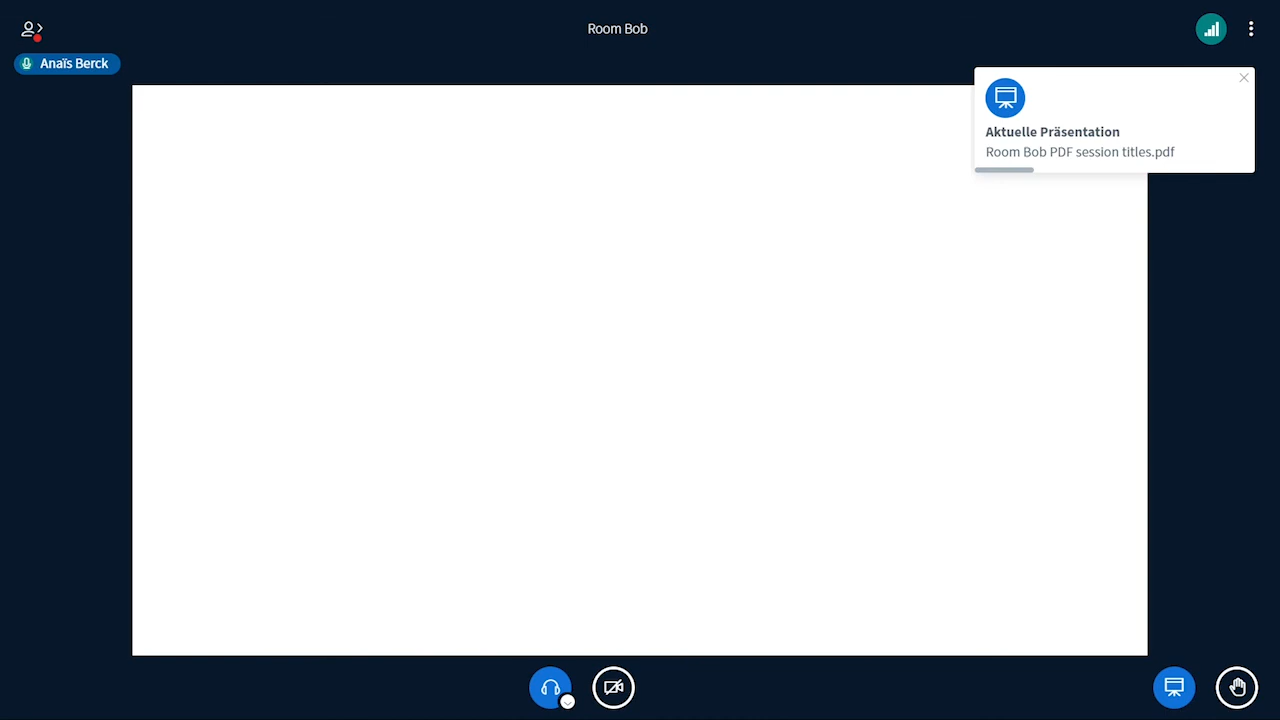 Room Bob
Anaïs Berck
Aktuelle Präsentation
Room Bob PDF session titles.pdf